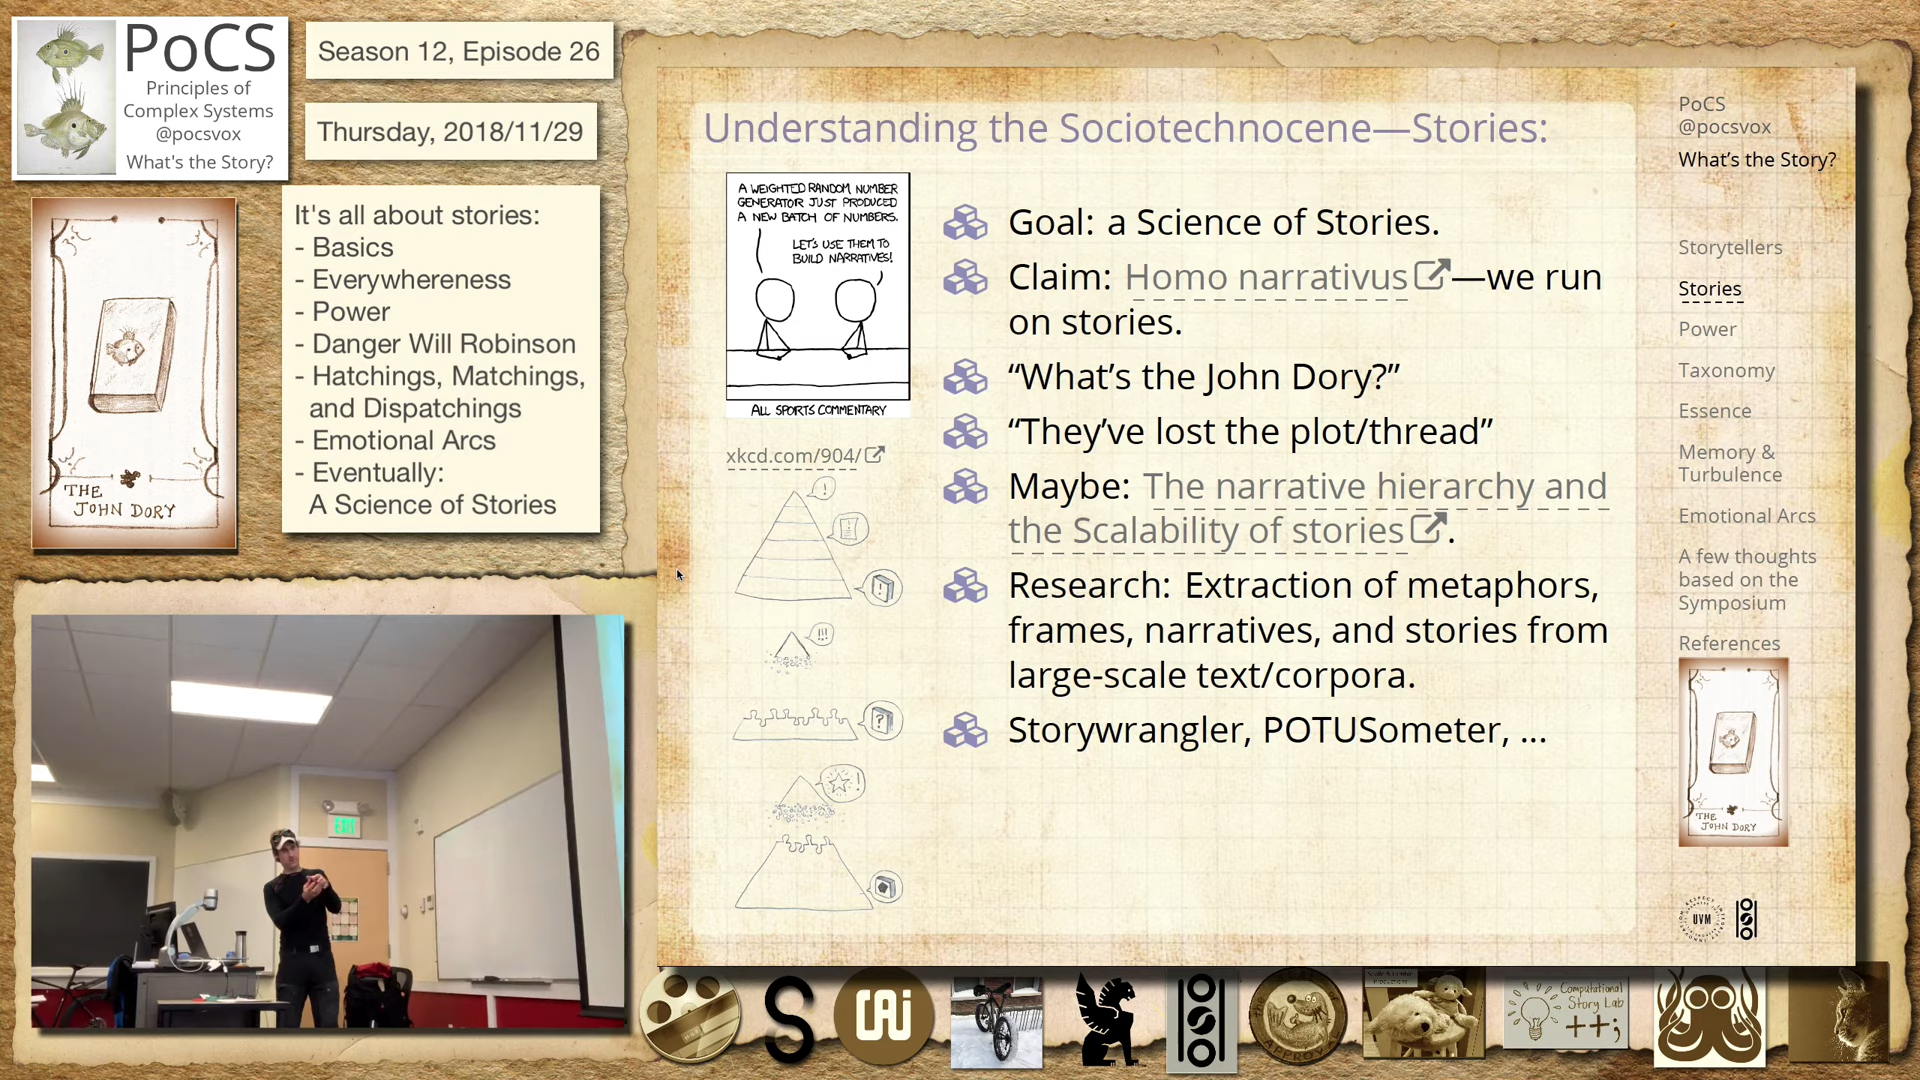 PoCS
Principles of
Complex Systems
@pocsvox
What's the Story?
Season 12, Episode 26
Thursday, 2018/11/29
It's all about stories:
- Basics
- Everywhereness
- Power
- Danger Will Robinson
- Hatchings, Matchings,
and Dispatchings
- Emotional Arcs
- Eventually:
A Science of Stories
THE
JOHN DORY
EXIT
Understanding the Sociotechnocene—Stories:
A WEIGHTED RANDOM NUMBER
GENERATOR JUST PRODUCED
A NEW BATCH OF NUMBERS.
LET'S USE THEM TO
BUILD NARRATIVES!
ALL SPORTS COMMENTARY
xkcd.com/904/
!
!
!!!
?
!
Goal: a Science of Stories.
Claim: Homo narrativus—we run
on stories.
“What’s the John Dory?”
“They’ve lost the plot/thread”
Maybe: The narrative hierarchy and
the Scalability of stories.
Research: Extraction of metaphors,
frames, narratives, and stories from
large-scale text/corpora.
Storywrangler, POTUSometer, ...
PoCS
@pocsvox
What’s the Story?
Storytellers
Stories
Power
Taxonomy
Essence
Memory &
Turbulence
Emotional Arcs
A few thoughts
based on the
Symposium
References
THE
JOHN DORY
UVM
S
Computational
Story Lab
++;